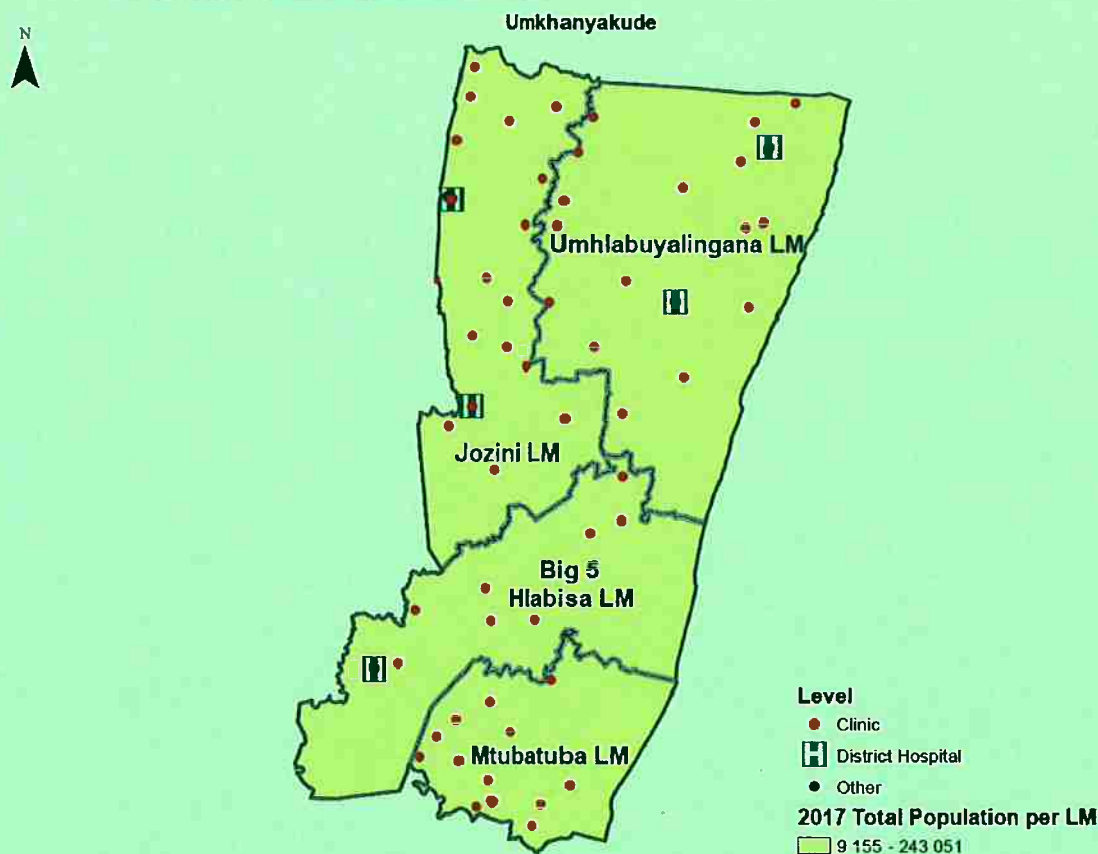 Umkhanyakude
N
Umhlabuyalingana LM
Jozini LM
Big 5
Hlabisa LM
Mtubatuba LM
Level
Clinic
H District Hospital
Other
2017 Total Population per LM
9 155 - 243 051